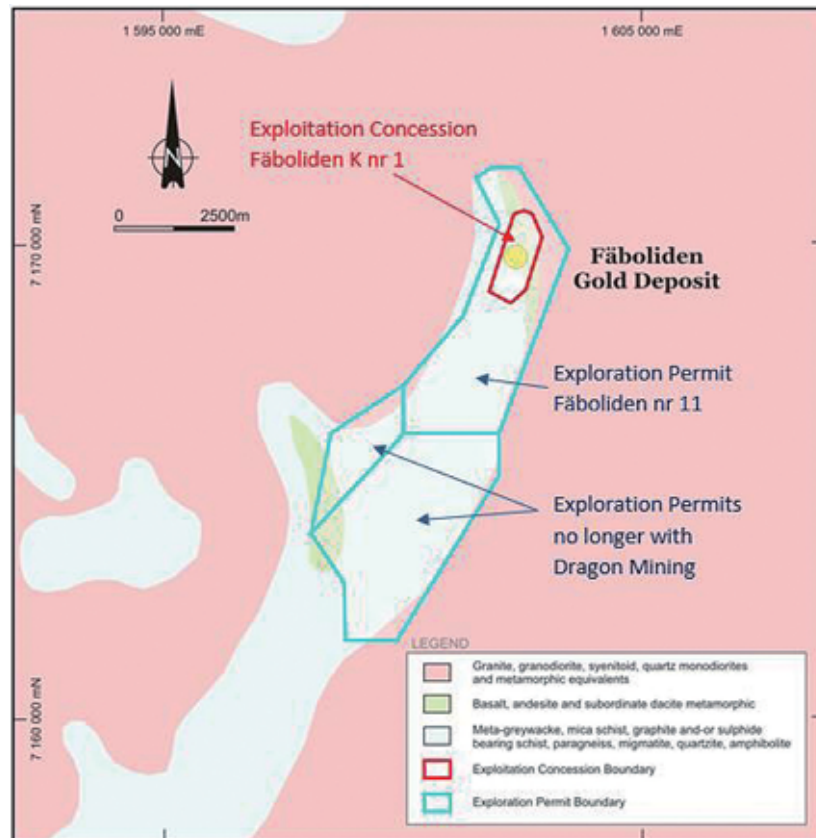 1 595 000 mE
1 605 000 mE
Exploitation Concession
Fäboliden K nr 1
N
0
2500m
7 170 000 mN
Fäboliden
Gold Deposit
Exploration Permit
Fäboliden nr 11
Exploration Permits
no longer with
Dragon Mining
7 160 000 mN
LEGEND
Granite, granodiorite, syenitoid, quartz monodiorites
and metamorphic equivalents
Basalt, andesite and subordinate dacite metamorphic
Meta-greywacke, mica schist, graphite and-or sulphide
bearing schist, paragneiss, migmatite, quartzite, amphibolite
Exploitation Concession Boundary
Exploration Permit Boundary